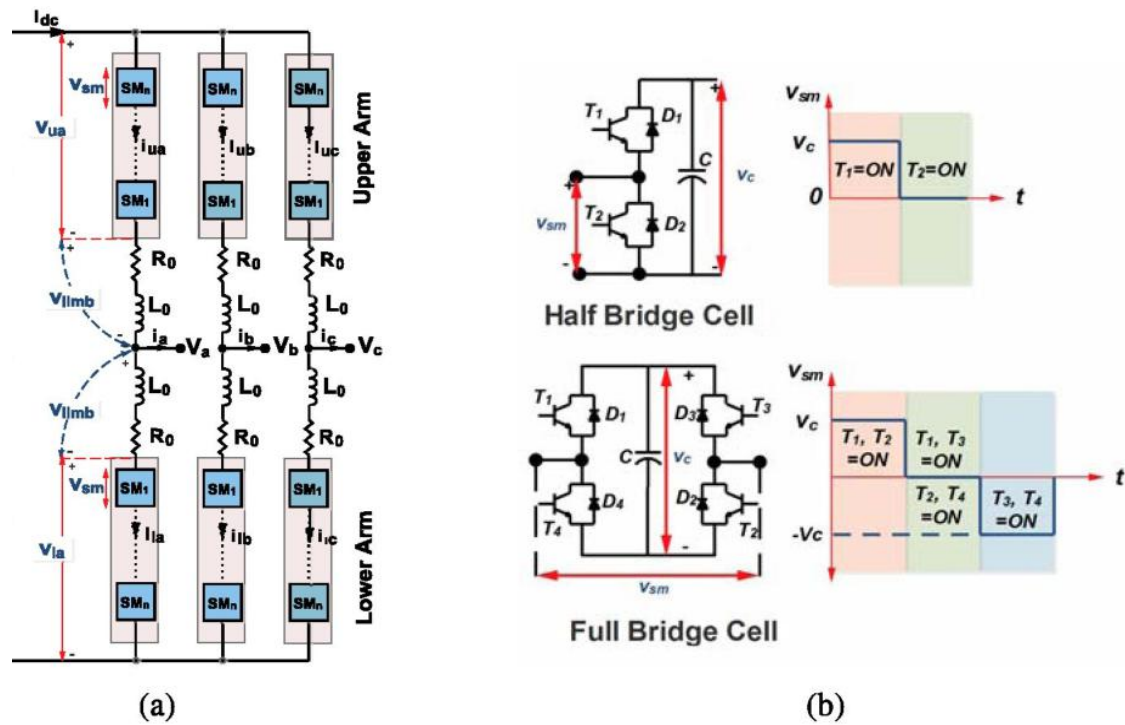 Idc
+
Vsm
SMn SMn SMn
Vua
iua iub iuc
Upper Arm
SM1 SM1 SM1
-
+
R0 R0 R0
Vlimb
L0 L0 L0
-
ia Va ib Vb ic Vc
+
L0 L0 L0
Vlimb
R0 R0 R0
-
+
Vsm
SM1 SM1 SM1
Vla
Ila ilb ilc
Lower Arm
SMn SMn SMn
-
(a)
T1 D1
+
C vc
+
vsm
T2 D2
-
-
Half Bridge Cell
Vsm
Vc
T1=ON T2=ON
0
t
T1 D1
+
D3 T3
C vc
T4 D4
D2 T2
-
vsm
Full Bridge Cell
Vsm
Vc
T1, T2 =ON
T1, T3 =ON
t
T2, T4 =ON
T3, T4 =ON
-Vc
(b)